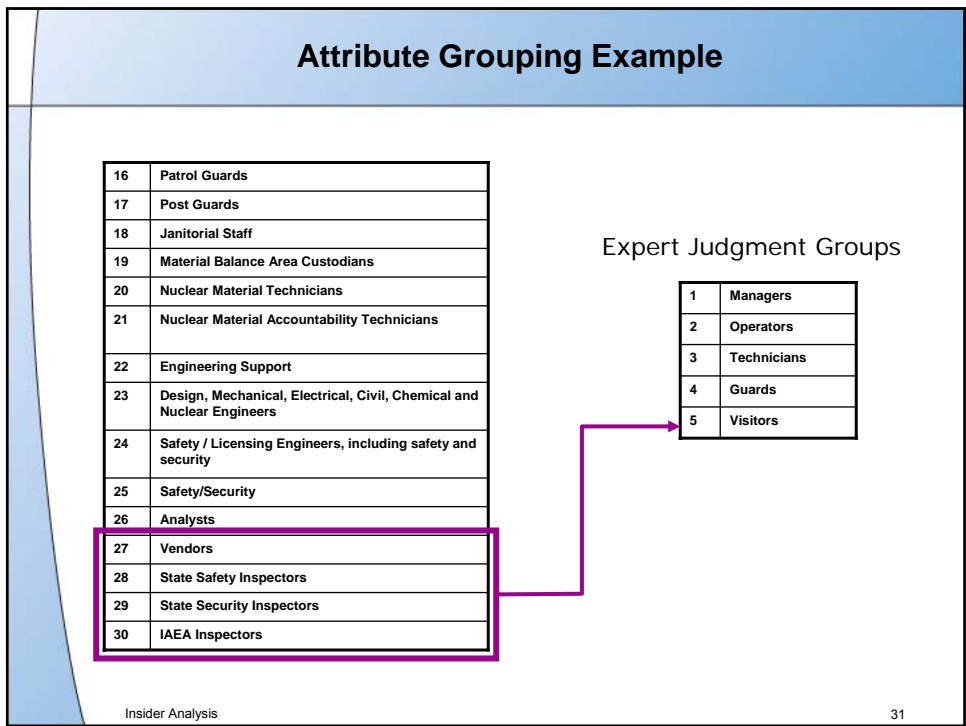 Attribute Grouping Example
16 Patrol Guards
17 Post Guards
18 Janitorial Staff
19 Material Balance Area Custodians
20 Nuclear Material Technicians
21 Nuclear Material Accountability Technicians
22 Engineering Support
23 Design, Mechanical, Electrical, Civil, Chemical and
Nuclear Engineers
24 Safety / Licensing Engineers, including safety and
security
25 Safety/Security
26 Analysts
27 Vendors
28 State Safety Inspectors
29 State Security Inspectors
30 IAEA Inspectors
Expert Judgment Groups
1 Managers
2 Operators
3 Technicians
4 Guards
5 Visitors
Insider Analysis
31